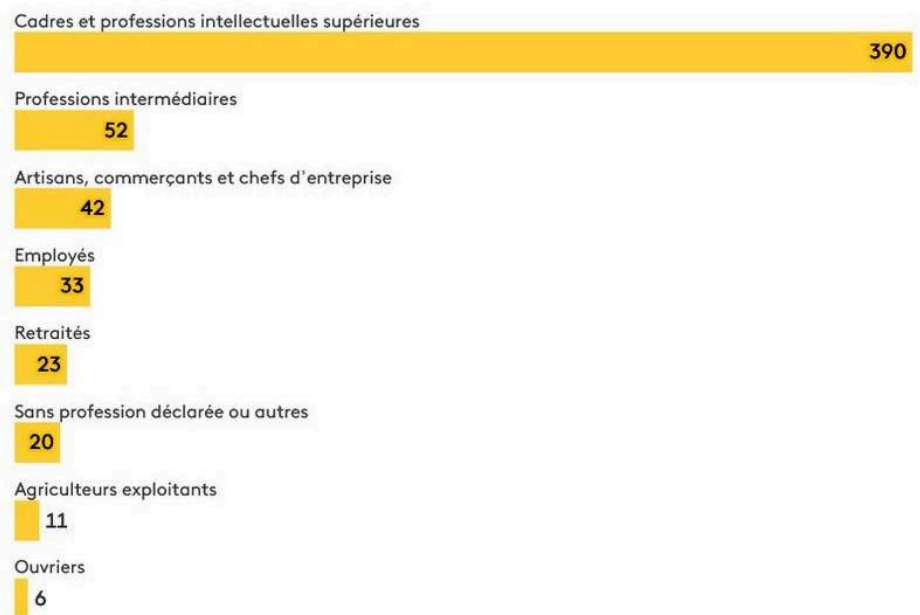 Cadres et professions intellectuelles supérieures
390
Professions intermédiaires
52
Artisans, commerçants et chefs d'entreprise
42
Employés
33
Retraités
23
Sans profession déclarée ou autres
20
Agriculteurs exploitants
11
Ouvriers
6